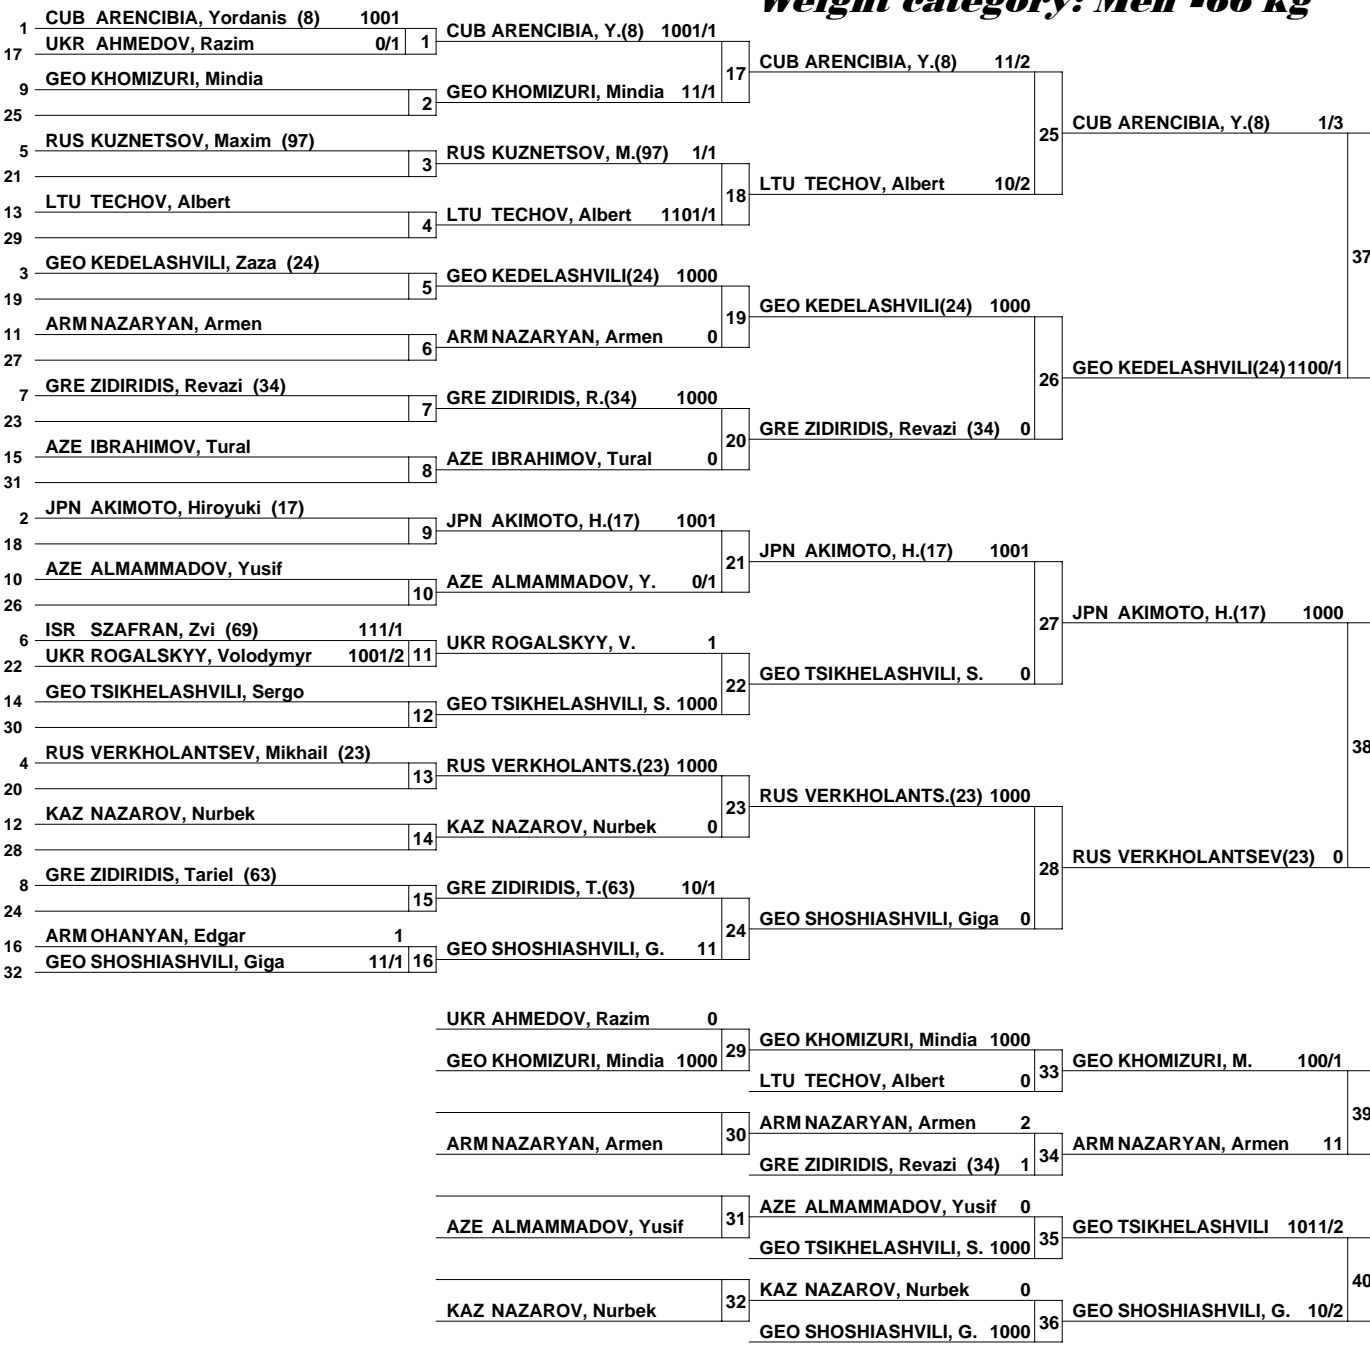 Weight category: Men -66 kg
1 CUB ARENCIBIA, Yordanis (8) 1001
17 UKR AHMEDOV, Razim 0/1 1
9 GEO KHOMIZURI, Mindia
25 2
5 RUS KUZNETSOV, Maxim (97)
21 3
13 LTU TECHOV, Albert
29 4
3 GEO KEDELASHVILI, Zaza (24)
19 5
11 ARM NAZARYAN, Armen
27 6
7 GRE ZIDIRIDIS, Revazi (34)
23 7
15 AZE IBRAHIMOV, Tural
31 8
2 JPN AKIMOTO, Hiroyuki (17)
18 9
10 AZE ALMAMMADOV, Yusif
26 10
6 ISR SZAFRAN, Zvi (69) 111/1
22 UKR ROGALSKYY, Volodymyr 1001/2 11
14 GEO TSIKHELASHVILI, Sergo
30 12
4 RUS VERKHOLANTSEV, Mikhail (23)
20 13
12 KAZ NAZAROV, Nurbek
28 14
8 GRE ZIDIRIDIS, Tariel (63)
24 15
16 ARM OHANYAN, Edgar 1
32 GEO SHOSHIASHVILI, Giga 11/1 16
CUB ARENCIBIA, Y.(8) 1001/1
17
GEO KHOMIZURI, Mindia 11/1
RUS KUZNETSOV, M.(97) 1/1
18
LTU TECHOV, Albert 1101/1
GEO KEDELASHVILI(24) 1000
19
ARM NAZARYAN, Armen 0
GRE ZIDIRIDIS, R.(34) 1000
20
AZE IBRAHIMOV, Tural 0
JPN AKIMOTO, H.(17) 1001
21
AZE ALMAMMADOV, Y. 0/1
UKR ROGALSKYY, V. 1
22
GEO TSIKHELASHVILI, S. 1000
RUS VERKHOLANTS.(23) 1000
23
KAZ NAZAROV, Nurbek 0
GRE ZIDIRIDIS, T.(63) 10/1
24
GEO SHOSHIASHVILI, G. 11
CUB ARENCIBIA, Y.(8) 11/2
25
LTU TECHOV, Albert 10/2
GEO KEDELASHVILI(24) 1000
26
GRE ZIDIRIDIS, Revazi (34) 0
JPN AKIMOTO, H.(17) 1001
27
GEO TSIKHELASHVILI, S. 0
RUS VERKHOLANTS.(23) 1000
28
GEO SHOSHIASHVILI, Giga 0
CUB ARENCIBIA, Y.(8) 1/3
37
GEO KEDELASHVILI(24) 1100/1
JPN AKIMOTO, H.(17) 1000
38
RUS VERKHOLANTSEV(23) 0
UKR AHMEDOV, Razim 0
29
GEO KHOMIZURI, Mindia 1000
30
ARM NAZARYAN, Armen
31
AZE ALMAMMADOV, Yusif
32
KAZ NAZAROV, Nurbek
GEO KHOMIZURI, Mindia 1000
33
LTU TECHOV, Albert 0
ARM NAZARYAN, Armen 2
34
GRE ZIDIRIDIS, Revazi (34) 1
AZE ALMAMMADOV, Yusif 0
35
GEO TSIKHELASHVILI, S. 1000
KAZ NAZAROV, Nurbek 0
36
GEO SHOSHIASHVILI, G. 1000
GEO KHOMIZURI, M. 100/1
39
ARM NAZARYAN, Armen 11
GEO TSIKHELASHVILI 1011/2
40
GEO SHOSHIASHVILI, G. 10/2